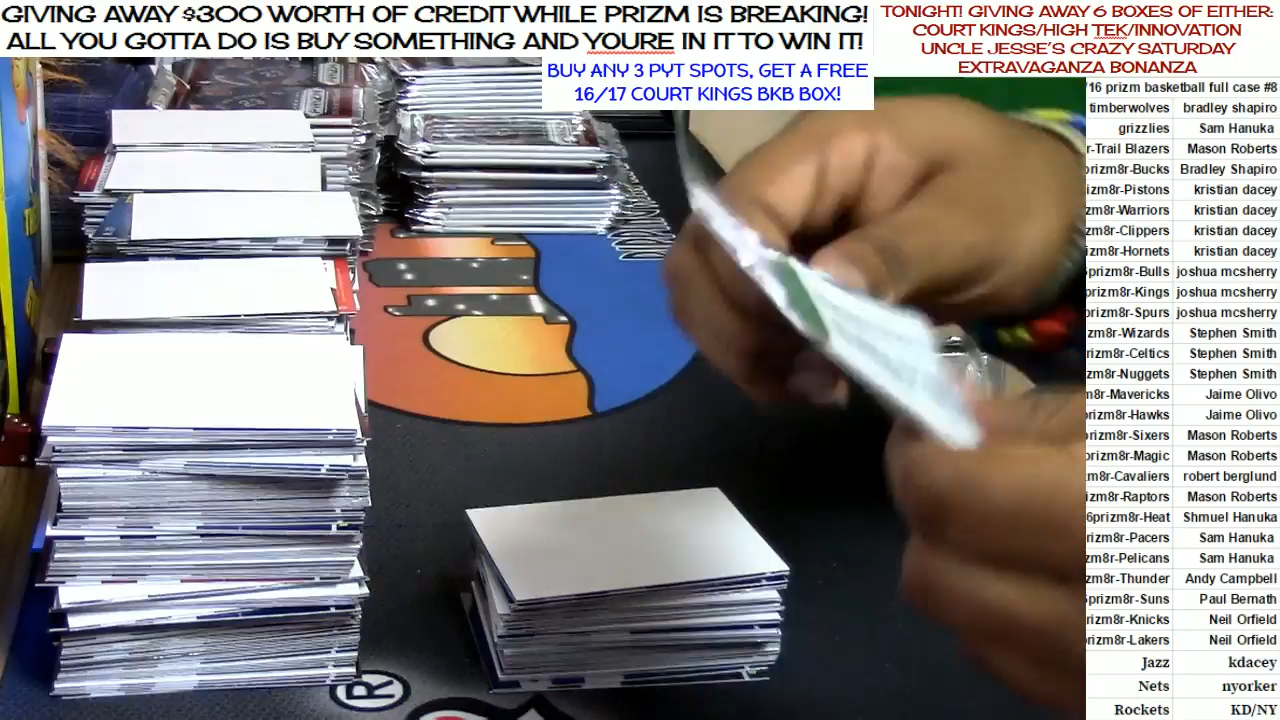 GIVING AWAY $300 WORTH OF CREDIT WHILE PRIZM IS BREAKING!
ALL YOU GOTTA DO IS BUY SOMETHING AND YOURE IN IT TO WIN IT!
TONIGHT! GIVING AWAY 6 BOXES OF EITHER:
COURT KINGS/HIGH TEK/INNOVATION
UNCLE JESSE'S CRAZY SATURDAY
EXTRAVAGANZA BONANZA
BUY ANY 3 PYT SPOTS, GET A FREE
16/17 COURT KINGS BKB BOX!
16 prizm basketball full case #8
timberwolves bradley shapiro
grizzlies Sam Hanuka
r-Trail Blazers Mason Roberts
prizm8r-Bucks Bradley Shapiro
izm8r-Pistons kristian dacey
zm8r-Warriors kristian dacey
zm8r-Clippers kristian dacey
zm8r-Hornets kristian dacey
prizm8r-Bulls joshua mcsherry
prizm8r-Kings joshua mcsherry
prizm8r-Spurs joshua mcsherry
zm8r-Wizards Stephen Smith
rizm8r-Celtics Stephen Smith
zm8r-Nuggets Stephen Smith
m8r-Mavericks Jaime Olivo
prizm8r-Hawks Jaime Olivo
prizm8r-Sixers Mason Roberts
prizm8r-Magic Mason Roberts
m8r-Cavaliers robert berglund
izm8r-Raptors Mason Roberts
6prizm8r-Heat Shmuel Hanuka
rizm8r-Pacers Sam Hanuka
zm8r-Pelicans Sam Hanuka
zm8r-Thunder Andy Campbell
prizm8r-Suns Paul Bernath
rizm8r-Knicks Neil Orfield
rizm8r-Lakers Neil Orfield
Jazz kdacey
Nets nyorker
Rockets KD/NY
®